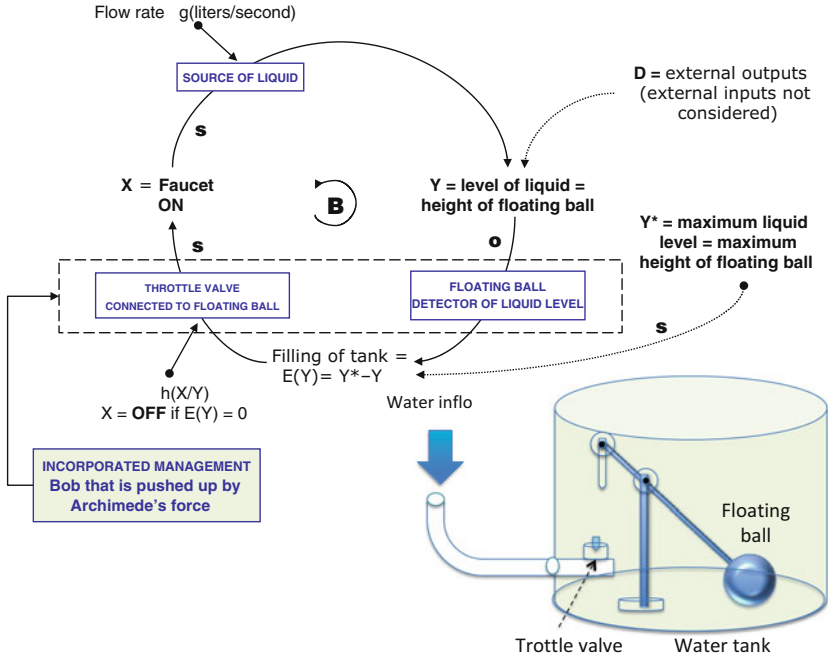 Flow rate g(liters/second)
SOURCE OF LIQUID
D = external outputs
(external inputs not
considered)
s
X = Faucet
ON
B
Y = level of liquid =
height of floating ball
Y* = maximum liquid
level = maximum
height of floating ball
s
o
THROTTLE VALVE
CONNECTED TO FLOATING BALL
FLOATING BALL
DETECTOR OF LIQUID LEVEL
s
Filling of tank =
E(Y)= Y*–Y
h(X/Y)
X = OFF if E(Y) = 0
Water inflo
INCORPORATED MANAGEMENT
Bob that is pushed up by
Archimede's force
Floating
ball
Trottle valve
Water tank